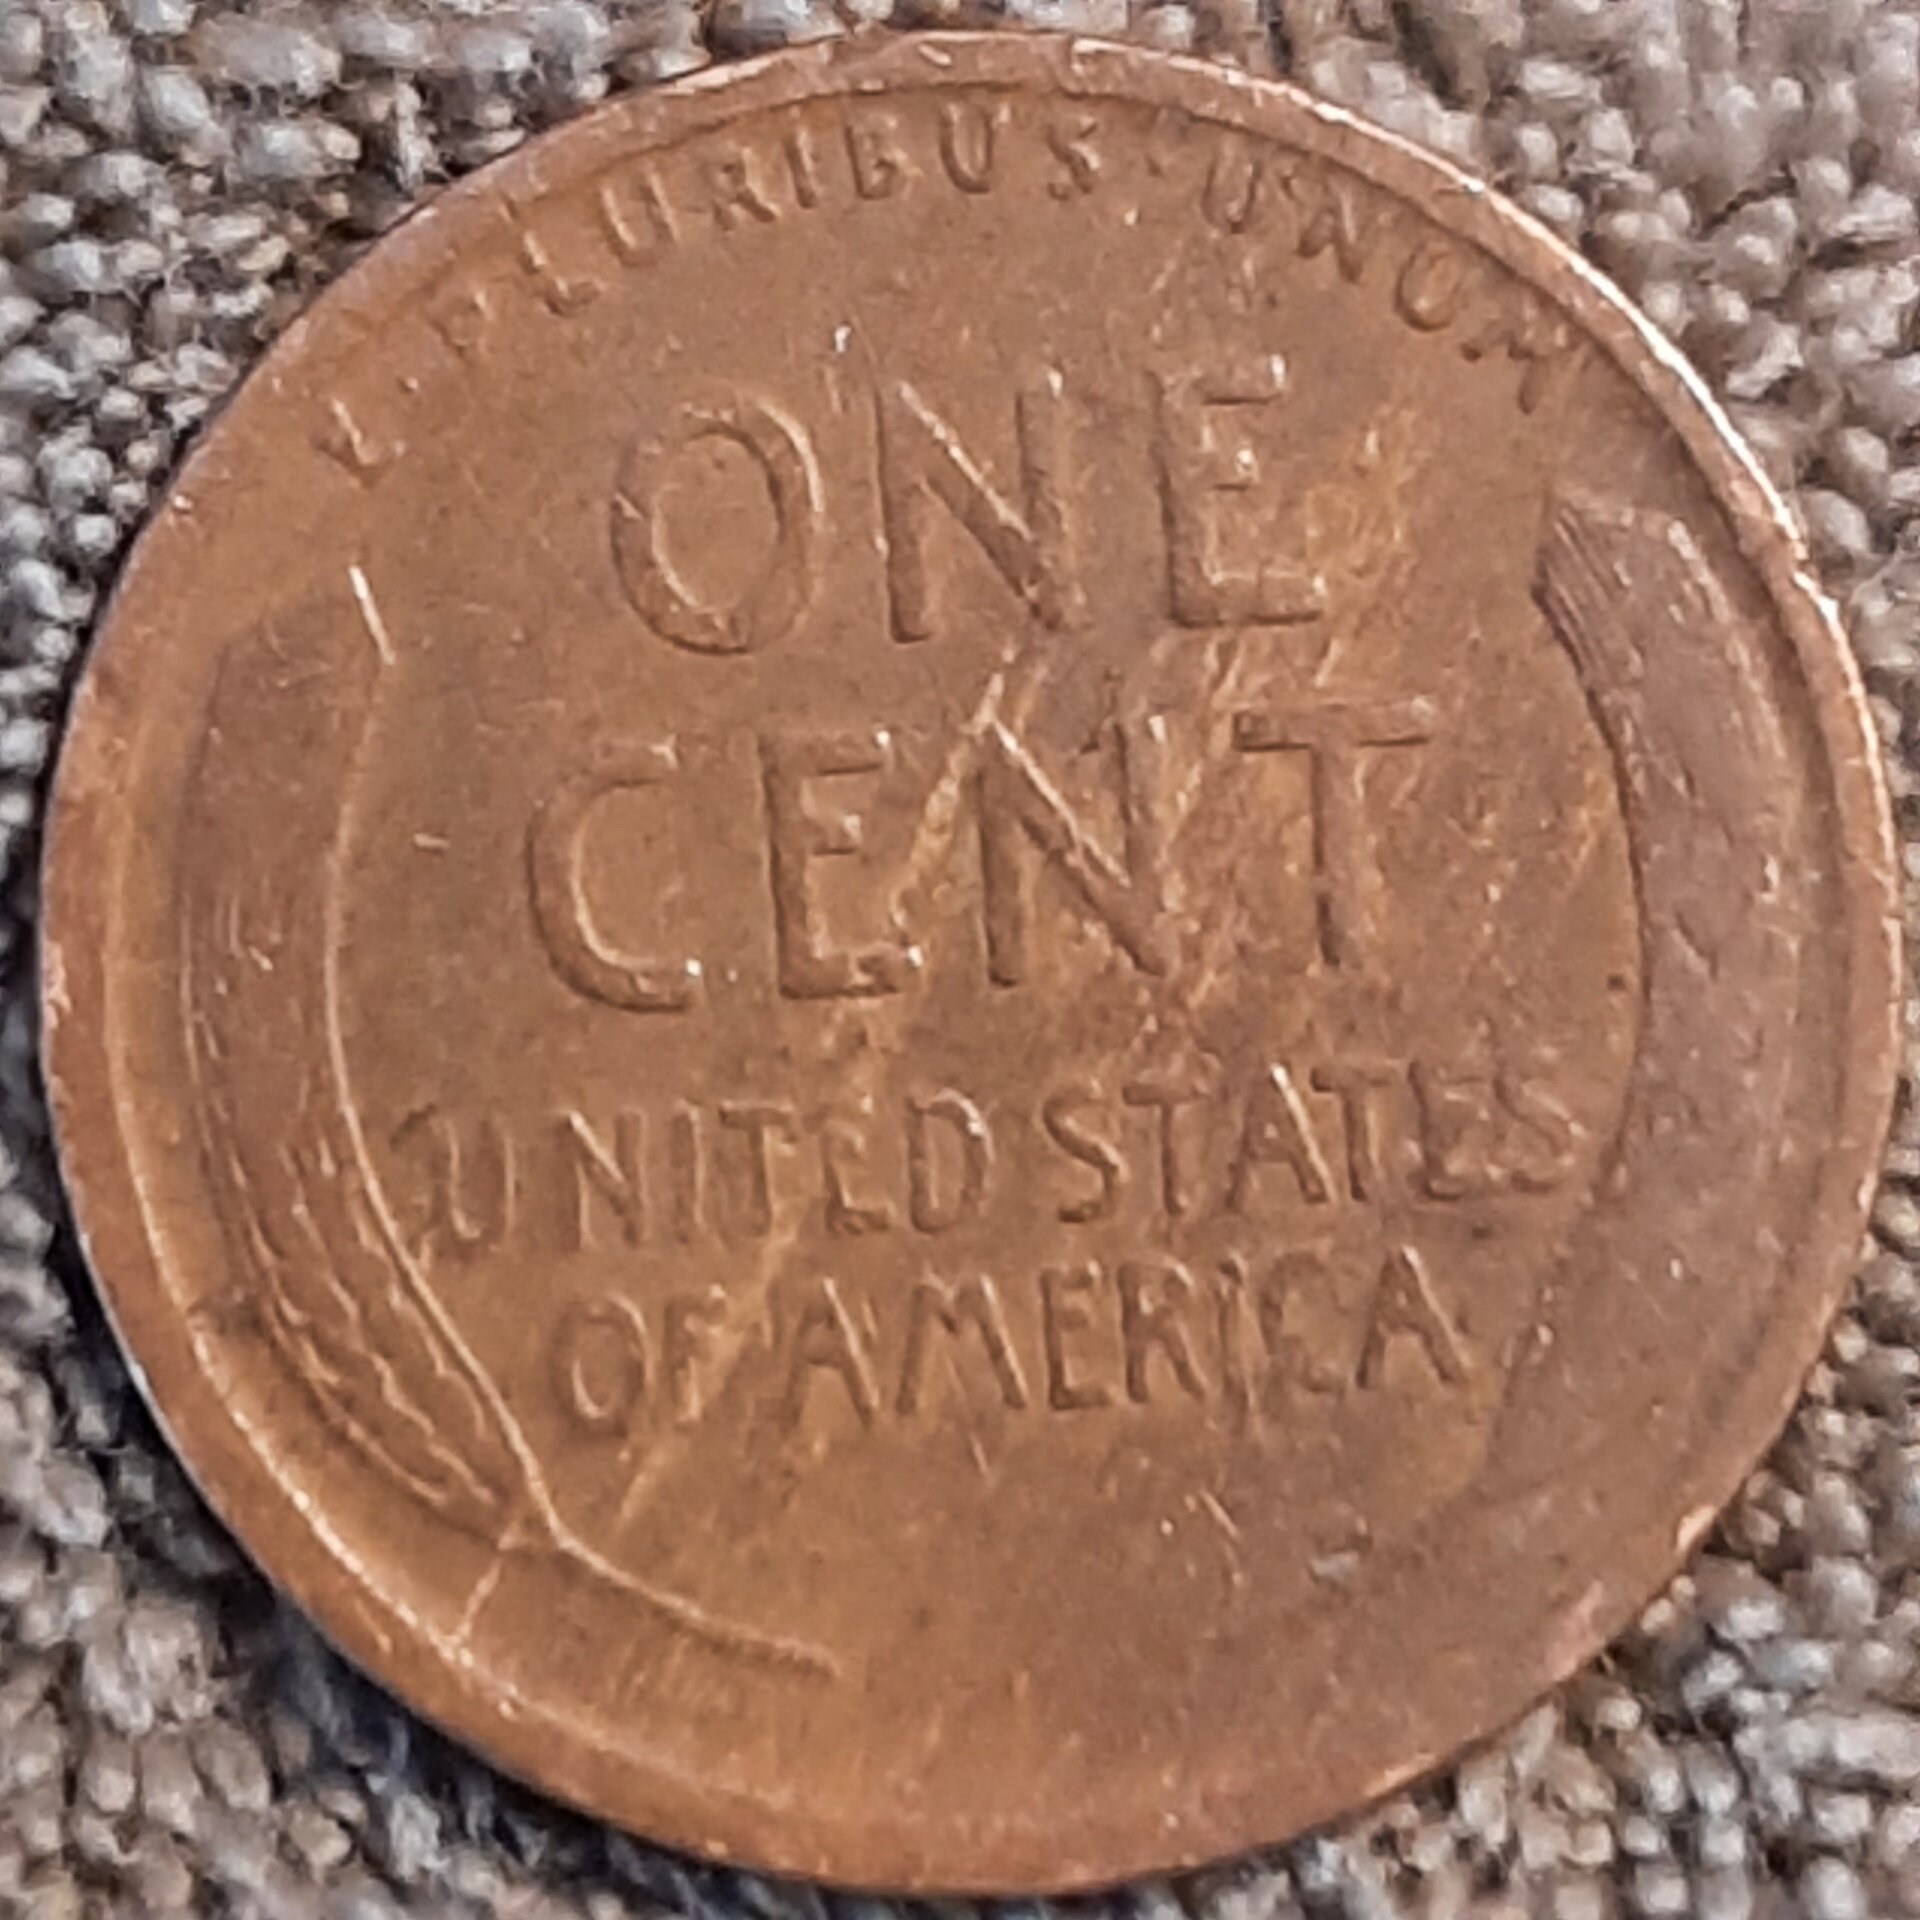 E · PLURIBUS · UNUM
ONE
CENT
UNITED STATES
OF AMERICA